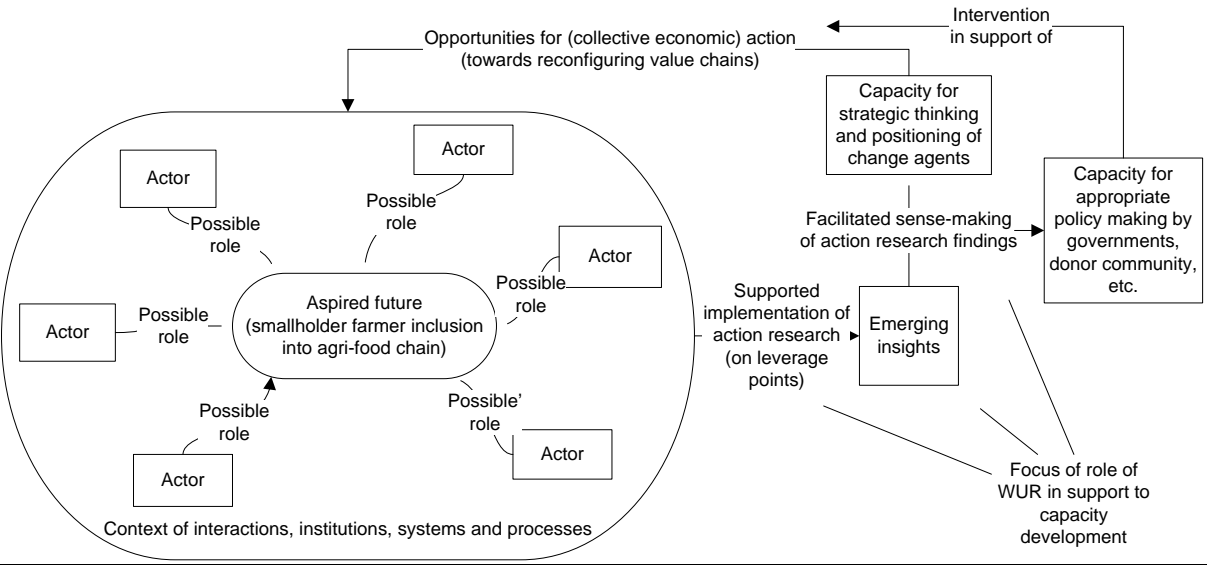 Intervention
in support of
Opportunities for (collective economic) action
(towards reconfiguring value chains)
Capacity for
strategic thinking
and positioning of
change agents
Capacity for
appropriate
policy making by
governments,
donor community,
etc.
Facilitated sense-making
of action research findings
Supported
implementation of
action research
(on leverage
points)
Emerging
insights
Focus of role of
WUR in support to
capacity
development
Actor
Possible
role
Actor
Possible
role
Actor
Possible
role
Actor
Possible
role
Aspired future
(smallholder farmer inclusion
into agri-food chain)
Actor
Possible
role
Actor
Possible’
role
Context of interactions, institutions, systems and processes